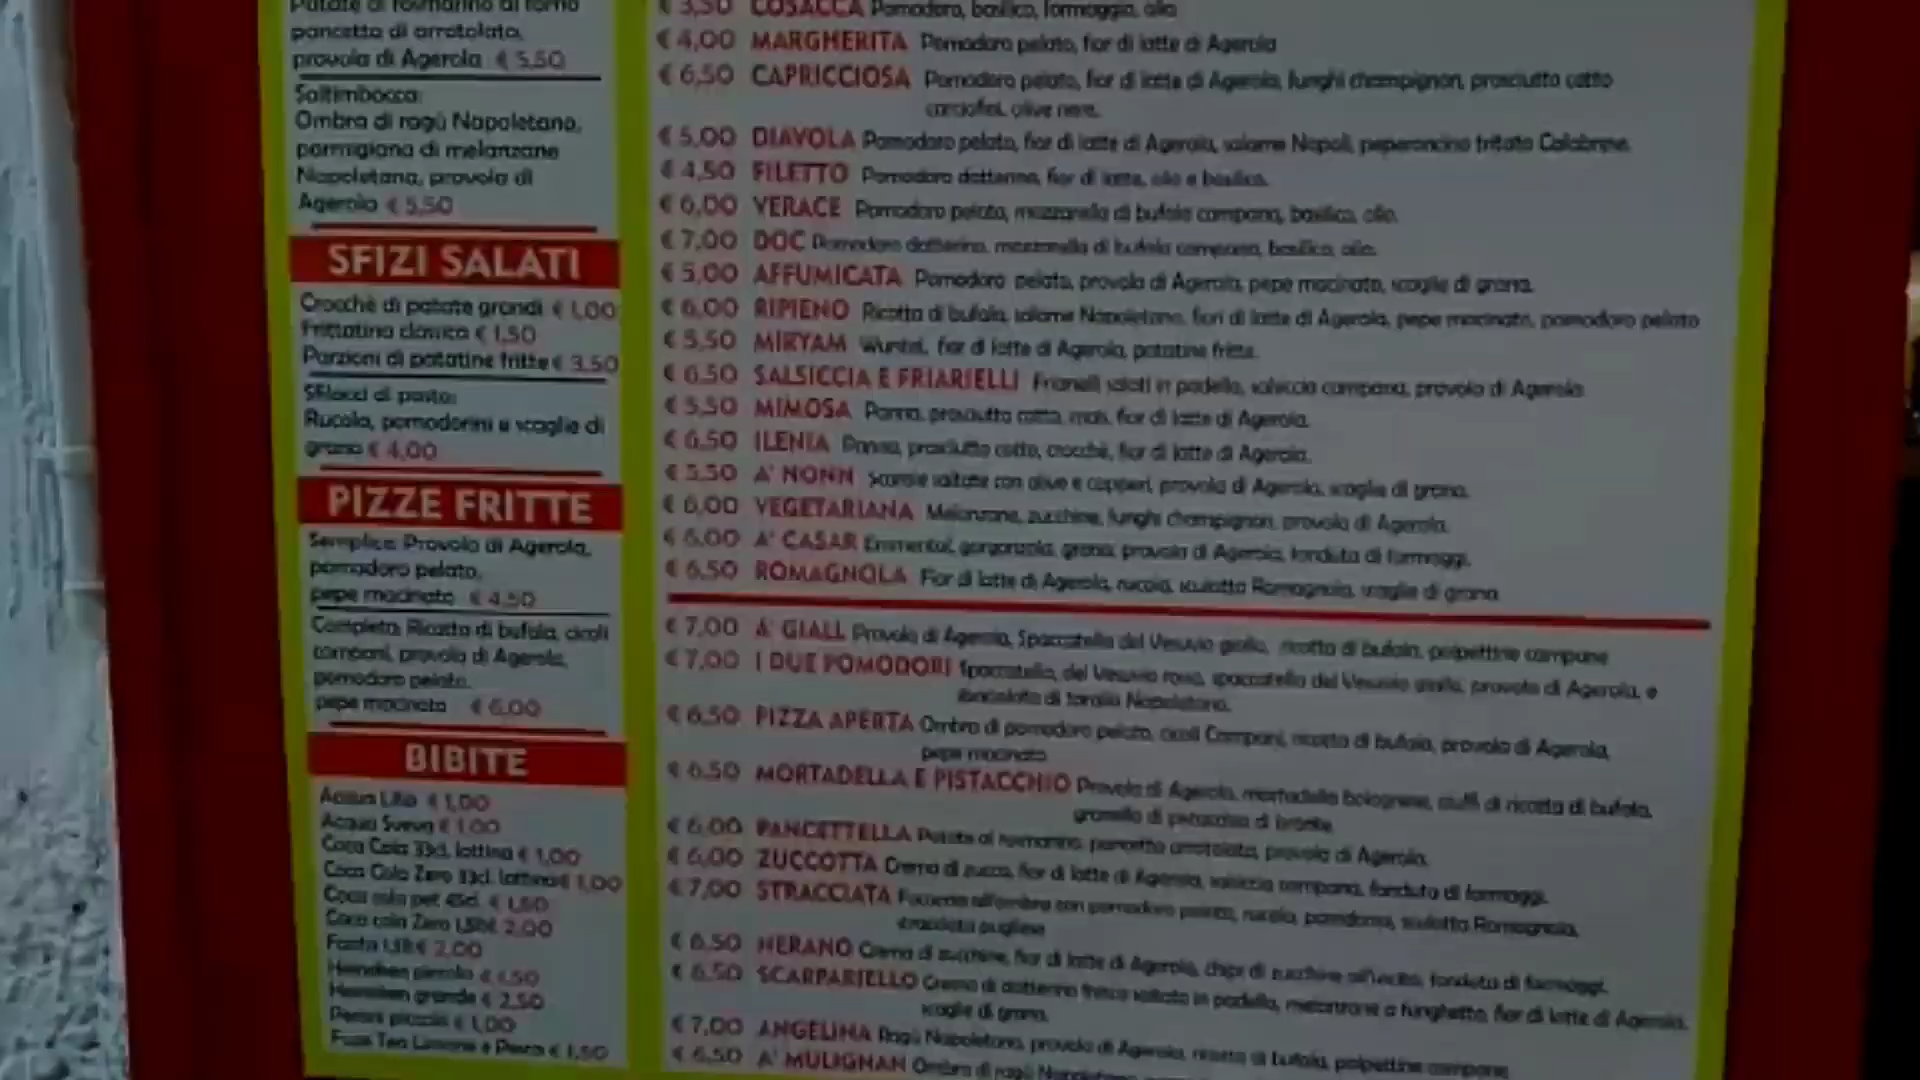 Patate al rosmarino al forno
pancetta di arrotolato,
provola di Agerola € 5,50
Saltimbocca:
Ombra di ragù Napoletano,
parmigiana di melanzane
Napoletana, provola di
Agerola € 5,50
SFIZI SALATI
Crocchè di patate grandi € 1,00
Frittatina classica € 1,50
Porzioni di patatine fritte € 3,50
Sfilacci di pasta:
Rucola, pomodorini e scaglie di
grana € 4,00
PIZZE FRITTE
Semplice: Provola di Agerola,
pomodoro pelato,
pepe macinato € 4,50
Completa: Ricotta di bufala, cicoli
campani, provola di Agerola,
pomodoro pelato,
pepe macinato € 6,00
BIBITE
Acqua Lilia € 1,00
Acqua Sveva € 1,00
Coca Cola 33cl. lattina € 1,00
Coca Cola Zero 33cl. lattina € 1,00
Coca cola pet 45cl. € 1,50
Coca cola Zero 1,5lt€ 2,00
Fanta 1,5lt€ 2,00
Heineken piccola € 1,50
Heineken grande € 2,50
Peroni piccola € 1,00
Fuze Tea Limone e Pesca € 1,50
€ 3,50 COSACCA Pomodoro, basilico, formaggio, olio
€ 4,00 MARGHERITA Pomodoro pelato, fior di latte di Agerola
€ 6,50 CAPRICCIOSA Pomodoro pelato, fior di latte di Agerola, funghi champignon, prosciutto cotto
carciofini, olive nere.
€ 5,00 DIAVOLA Pomodoro pelato, fior di latte di Agerola, salame Napoli, peperoncino tritato Calabrese.
€ 4,50 FILETTO Pomodoro datterino, fior di latte, olio e basilico.
€ 6,00 VERACE Pomodoro pelato, mozzarella di bufala campana, basilico, olio.
€ 7,00 DOC Pomodoro datterino, mozzarella di bufala campana, basilico, olio.
€ 5,00 AFFUMICATA Pomodoro pelato, provola di Agerola, pepe macinato, scaglie di grana.
€ 6,00 RIPIENO Ricotta di bufala, salame Napoletano, fiori di latte di Agerola, pepe macinato, pomodoro pelato
€ 5,50 MIRYAM Wurstel, fior di latte di Agerola, patatine fritte.
€ 6,50 SALSICCIA E FRIARIELLI Friarielli saltati in padella, salsiccia campana, provola di Agerola
€ 5,50 MIMOSA Panna, prosciutto cotto, mais, fior di latte di Agerola.
€ 6,50 ILENIA Panna, prosciutto cotto, crocchè, fior di latte di Agerola.
€ 5,50 A' NONN Scarole saltate con olive e capperi, provola di Agerola, scaglie di grana.
€ 6,00 VEGETARIANA Melanzane, zucchine, funghi champignon, provola di Agerola.
€ 6,00 A' CASAR Emmental, gorgonzola, grana, provola di Agerola, fonduta di formaggi.
€ 6,50 ROMAGNOLA Fior di latte di Agerola, rucola, sculatta Romagnola, scaglie di grana
€ 7,00 A' GIALL Provola di Agerola, Spaccatella del Vesuvio gialla, ricotta di bufala, polpettine campane
€ 7,00 I DUE POMODORI Spaccatella, del Vesuvio rossa, spaccatella del Vesuvio gialla, provola di Agerola, e
di tarallo Napoletano.
€ 6,50 PIZZA APERTA Ombra di pomodoro pelato, cicoli Campani, ricotta di bufala, provola di Agerola,
pepe macinato
€ 6,50 MORTADELLA E PISTACCHIO Provola di Agerola, mortadella bolognese, ciuffi di ricotta di bufala,
granella di pistacchio di bronte
€ 6,00 PANCETTELLA Patate al rosmarino, pancetta arrotolata, provola di Agerola.
€ 6,00 ZUCCOTTA Crema di zucca, fior di latte di Agerola, salsiccia campana, fonduta di formaggi.
€ 7,00 STRACCIATA Focaccia all'ombra con pomodoro pelato, rucola, pomodorini, sculatta Romagnola,
stracciata pugliese
€ 6,50 NERANO Crema di zucchine, fior di latte di Agerola, chips di zucchine all'aceto, fonduta di formaggi.
€ 6,50 SCARPARIELLO Crema di datterino fresco saltato in padella, melanzane a funghetto, fior di latte di Agerola,
scaglie di grana.
€ 7,00 ANGELINA Ragù Napoletano, provola di Agerola, ricotta di bufala, polpettine campane
€ 6,50 A' MULIGNAN Ombra di ragù